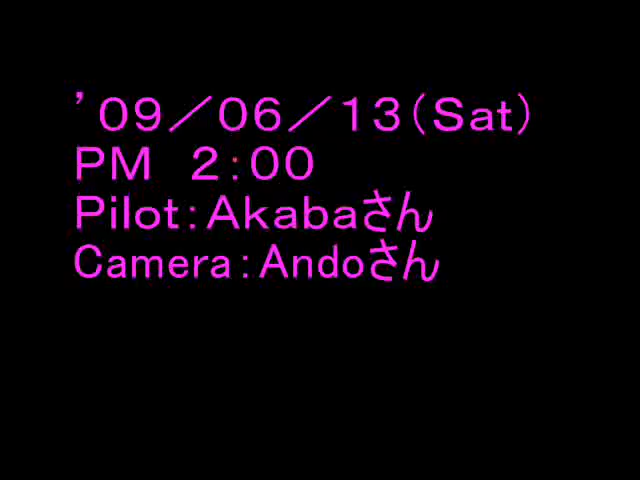 ’09／06／13（Sat）
PM　2：00
Pilot：Akabaさん
Camera：Andoさん